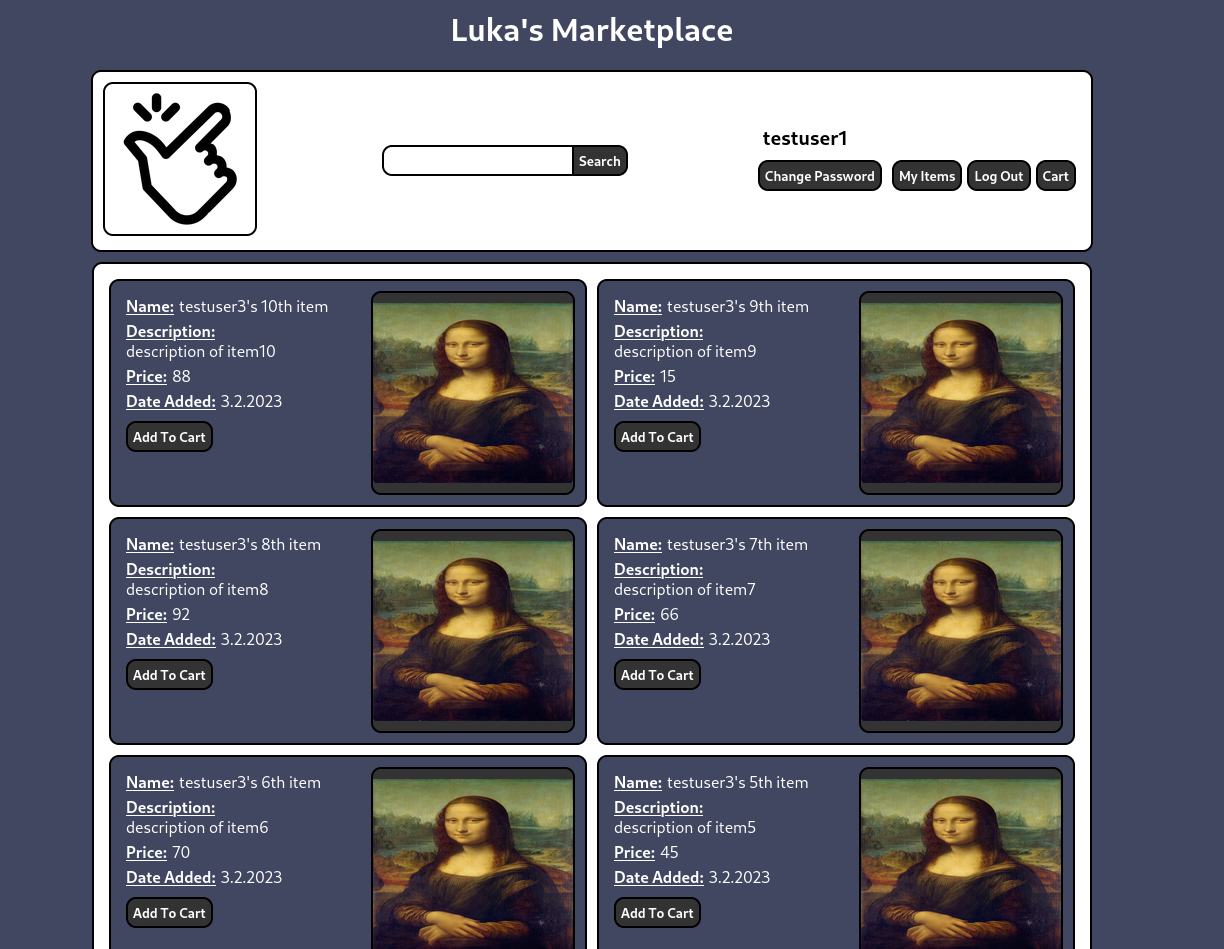 Luka's Marketplace
Search
testuser1
Change Password
My Items
Log Out
Cart
Name: testuser3's 10th item
Description:
description of item10
Price: 88
Date Added: 3.2.2023
Add To Cart
Name: testuser3's 9th item
Description:
description of item9
Price: 15
Date Added: 3.2.2023
Add To Cart
Name: testuser3's 8th item
Description:
description of item8
Price: 92
Date Added: 3.2.2023
Add To Cart
Name: testuser3's 7th item
Description:
description of item7
Price: 66
Date Added: 3.2.2023
Add To Cart
Name: testuser3's 6th item
Description:
description of item6
Price: 70
Date Added: 3.2.2023
Add To Cart
Name: testuser3's 5th item
Description:
description of item5
Price: 45
Date Added: 3.2.2023
Add To Cart